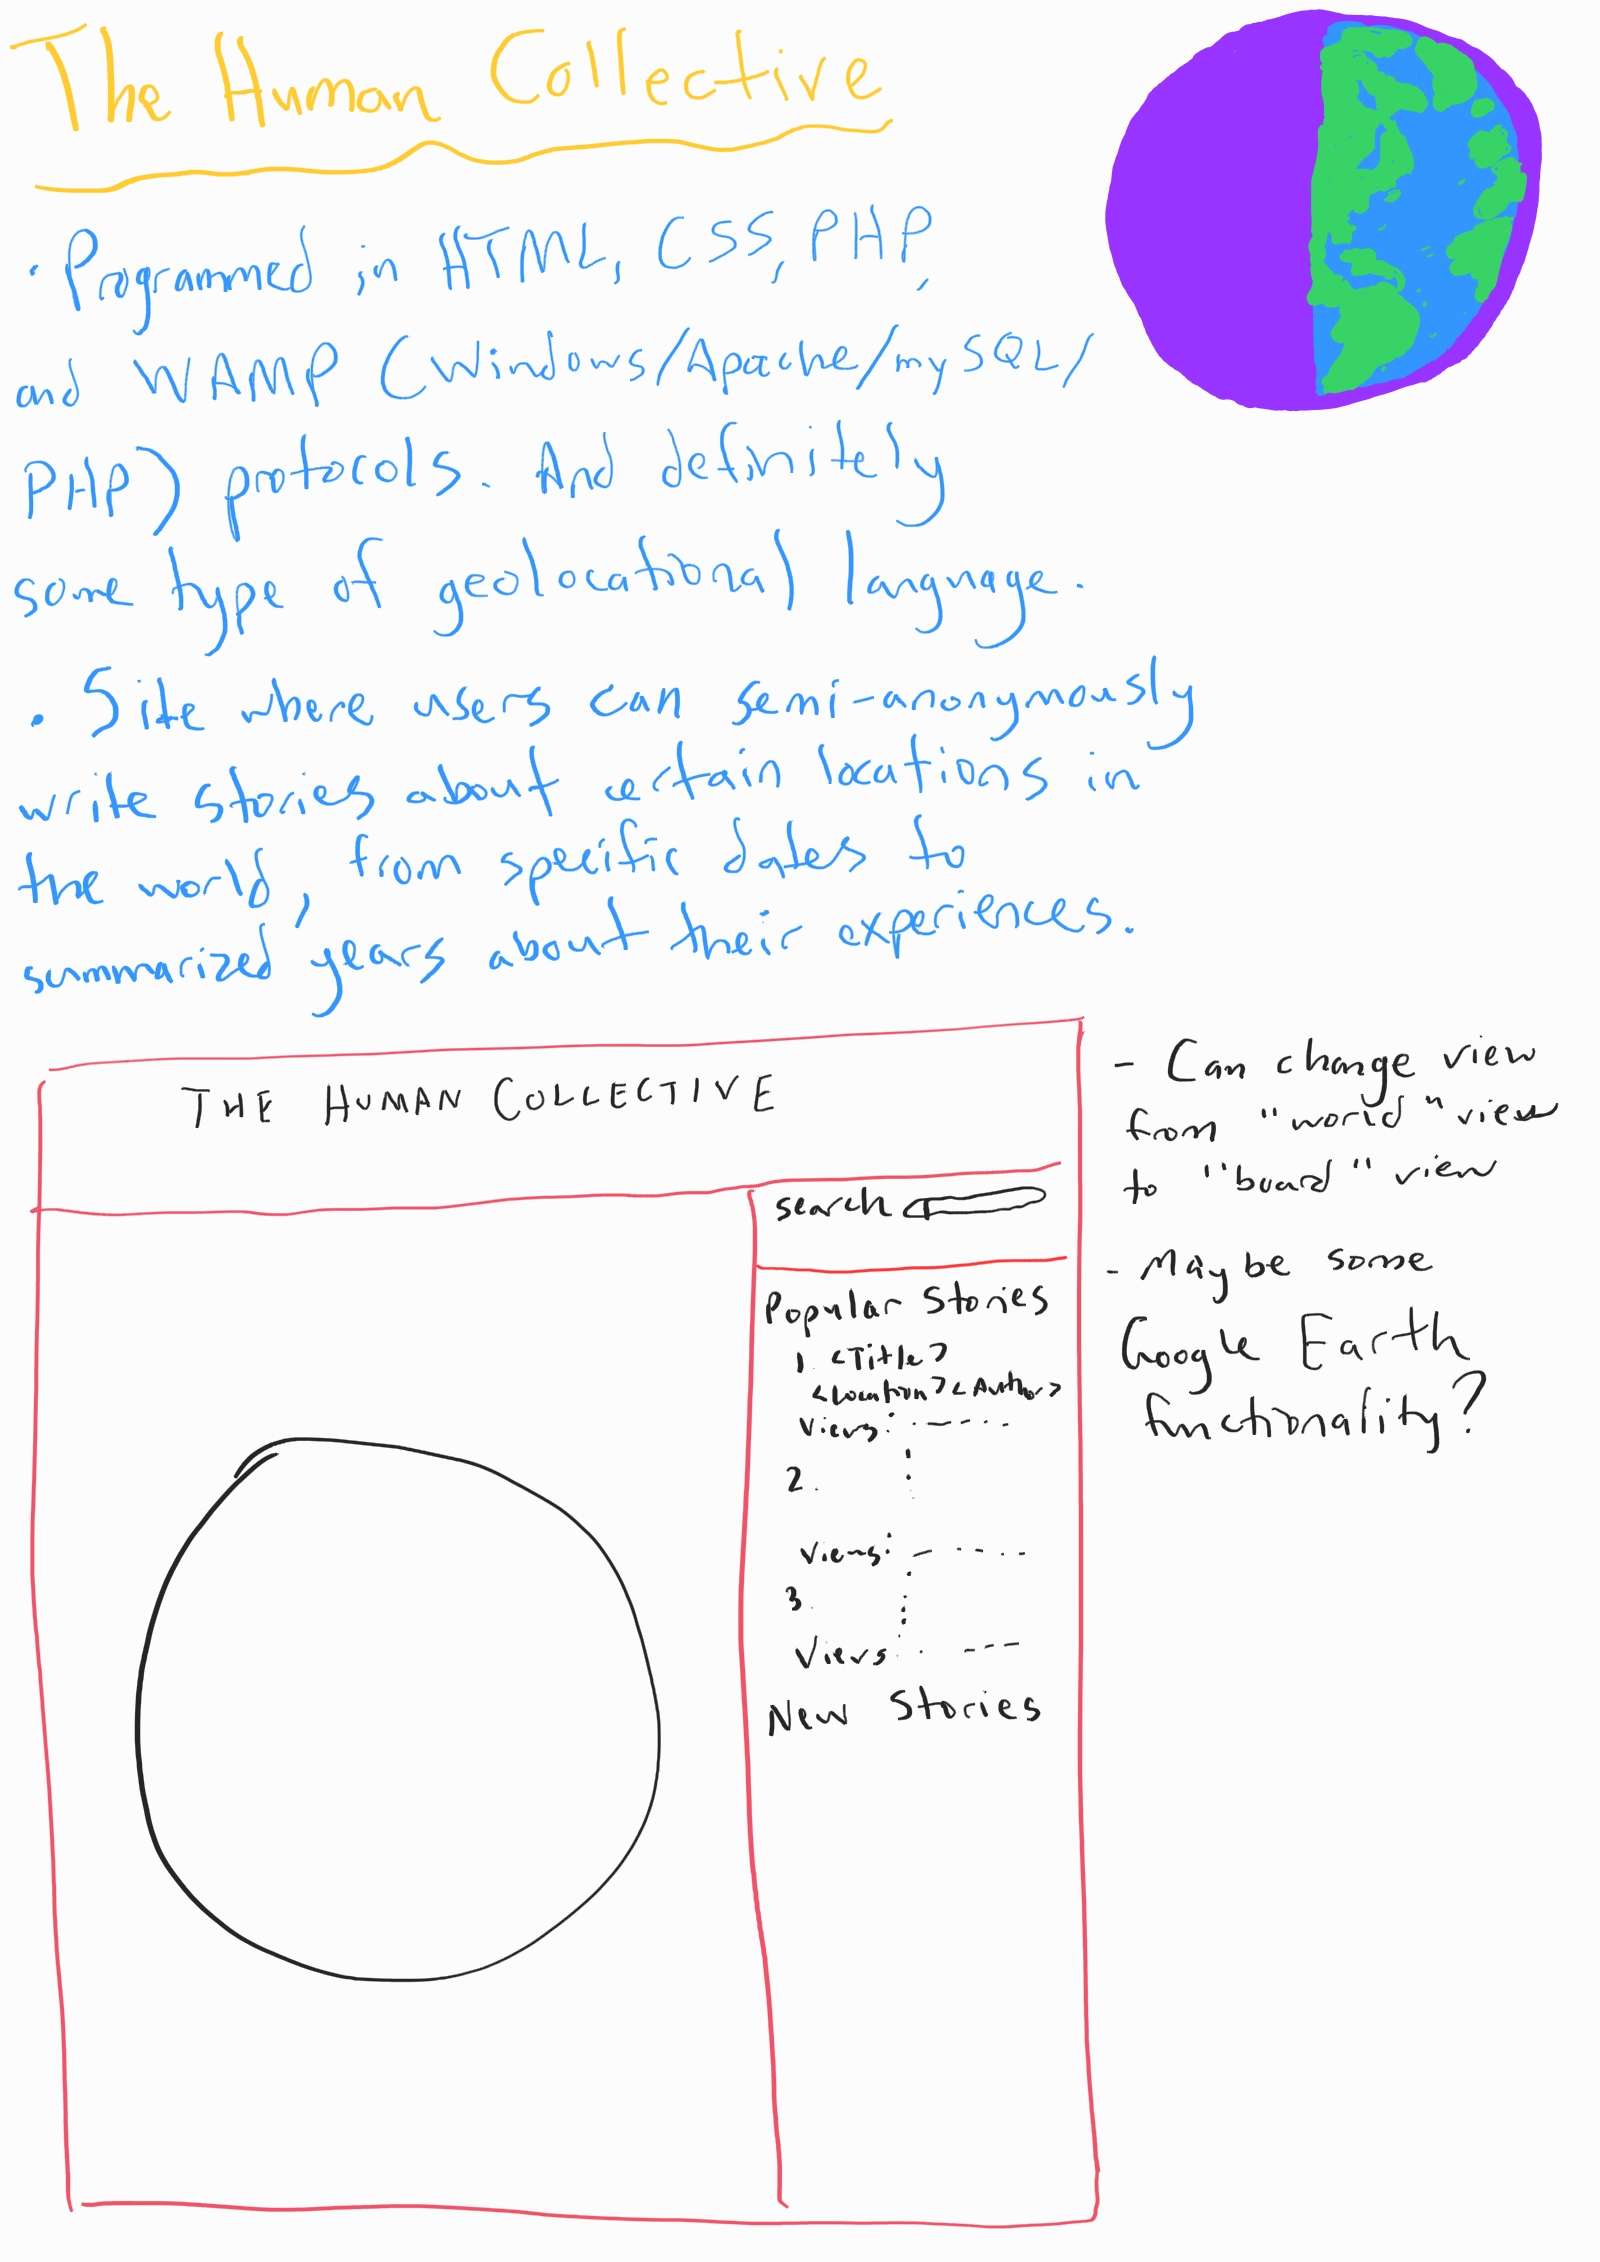 The Human Collective
· Programmed in HTML, CSS, PHP,
and WAMP (Windows/Apache/mySQL/
PHP) protocols. And definitely
some type of geolocational language.
· Site where users can semi-anonymously
write stories about certain locations in
the world, from specific dates to
summarized years about their experiences.
THE HUMAN COLLECTIVE
search
Popular Stories
1. <Title>
<Location> <Author>
Views:
2.
Views:
3.
Views
New Stories
- Can change view
from "world" view
to "board" view
- Maybe some
Google Earth
functionality?